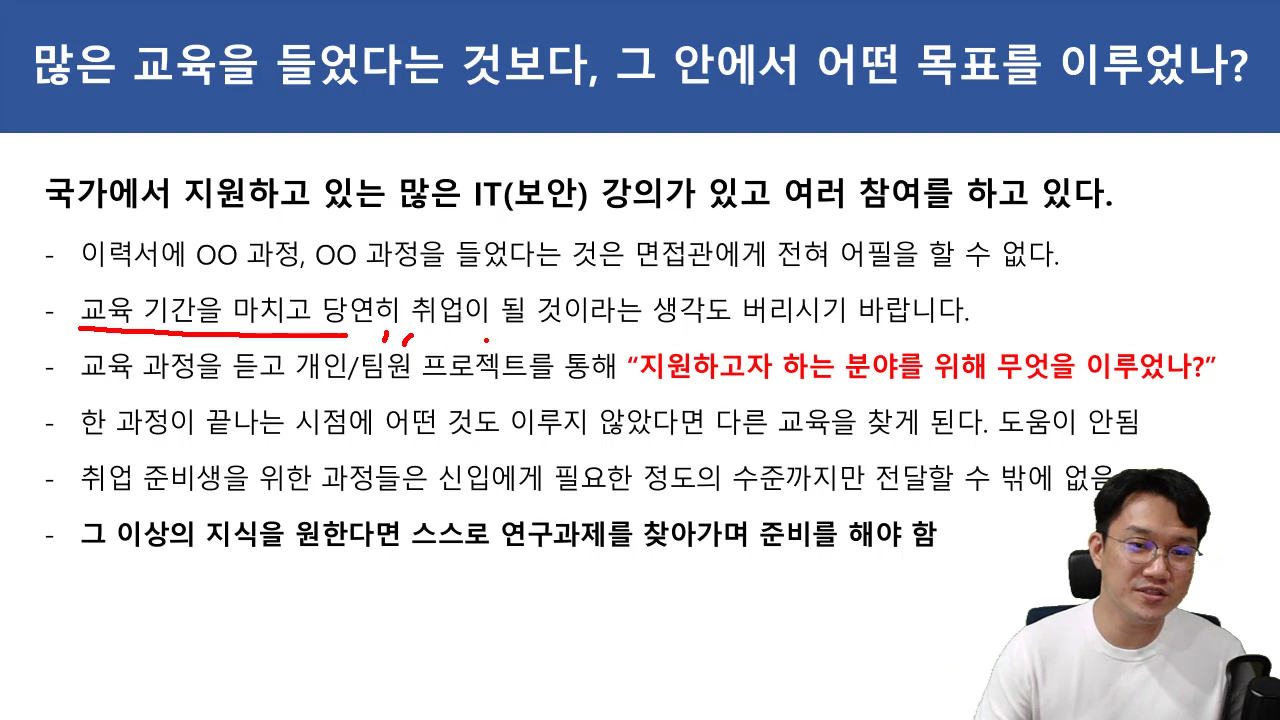 많은 교육을 들었다는 것보다, 그 안에서 어떤 목표를 이루었나?
국가에서 지원하고 있는 많은 IT(보안) 강의가 있고 여러 참여를 하고 있다.
- 이력서에 OO 과정, OO 과정을 들었다는 것은 면접관에게 전혀 어필을 할 수 없다.
- 교육 기간을 마치고 당연히 취업이 될 것이라는 생각도 버리시기 바랍니다.
- 교육 과정을 듣고 개인/팀원 프로젝트를 통해 “지원하고자 하는 분야를 위해 무엇을 이루었나?”
- 한 과정이 끝나는 시점에 어떤 것도 이루지 않았다면 다른 교육을 찾게 된다. 도움이 안됨
- 취업 준비생을 위한 과정들은 신입에게 필요한 정도의 수준까지만 전달할 수 밖에 없음
- 그 이상의 지식을 원한다면 스스로 연구과제를 찾아가며 준비를 해야 함